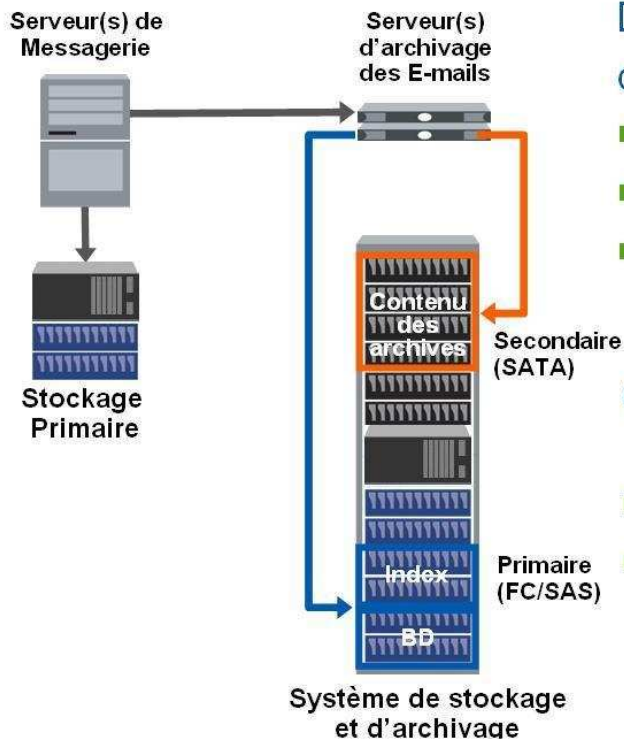 Serveur(s) de
Messagerie
Serveur(s)
d'archivage
des E-mails
Contenu
des
archives
Secondaire
(SATA)
Stockage
Primaire
Index
Primaire
(FC/SAS)
BD
Système de stockage
et d'archivage